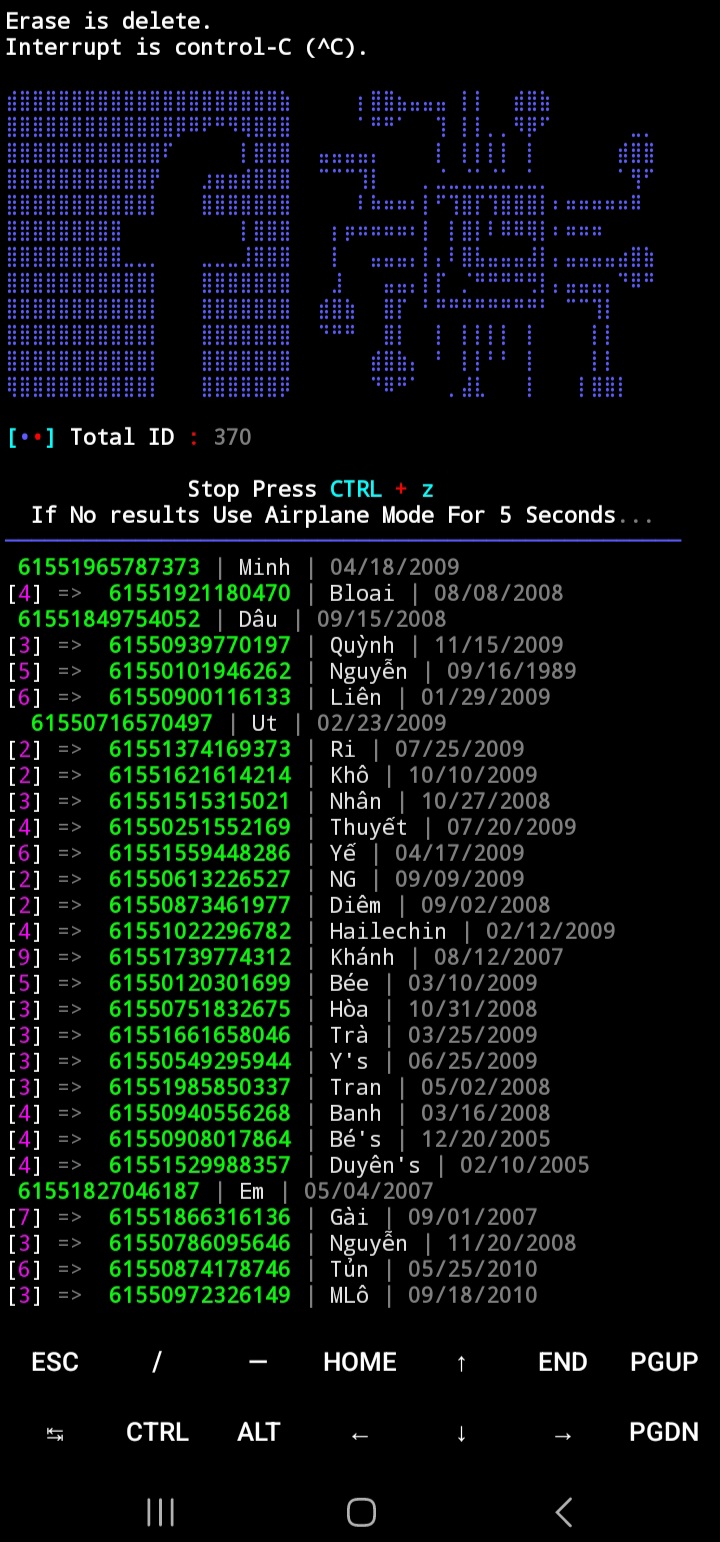 Erase is delete.
Interrupt is control-C (^C).
[••] Total ID : 370
Stop Press CTRL + z
If No results Use Airplane Mode For 5 Seconds...
61551965787373 | Minh | 04/18/2009
[4] => 61551921180470 | Bloai | 08/08/2008
61551849754052 | Dâu | 09/15/2008
[3] => 61550939770197 | Quỳnh | 11/15/2009
[5] => 61550101946262 | Nguyễn | 09/16/1989
[6] => 61550900116133 | Liên | 01/29/2009
61550716570497 | Ut | 02/23/2009
[2] => 61551374169373 | Ri | 07/25/2009
[2] => 61551621614214 | Khô | 10/10/2009
[3] => 61551515315021 | Nhân | 10/27/2008
[4] => 61550251552169 | Thuyết | 07/20/2009
[6] => 61551559448286 | Yế | 04/17/2009
[2] => 61550613226527 | NG | 09/09/2009
[2] => 61550873461977 | Diêm | 09/02/2008
[4] => 61551022296782 | Hailechin | 02/12/2009
[9] => 61551739774312 | Khánh | 08/12/2007
[5] => 61550120301699 | Bée | 03/10/2009
[3] => 61550751832675 | Hòa | 10/31/2008
[3] => 61551661658046 | Trà | 03/25/2009
[3] => 61550549295944 | Y's | 06/25/2009
[3] => 61551985850337 | Tran | 05/02/2008
[4] => 61550940556268 | Banh | 03/16/2008
[4] => 61550908017864 | Bé's | 12/20/2005
[4] => 61551529988357 | Duyên's | 02/10/2005
61551827046187 | Em | 05/04/2007
[7] => 61551866316136 | Gài | 09/01/2007
[3] => 61550786095646 | Nguyễn | 11/20/2008
[6] => 61550874178746 | Tủn | 05/25/2010
[3] => 61550972326149 | MLô | 09/18/2010
ESC / — HOME ↑ END PGUP
↹ CTRL ALT ← ↓ → PGDN